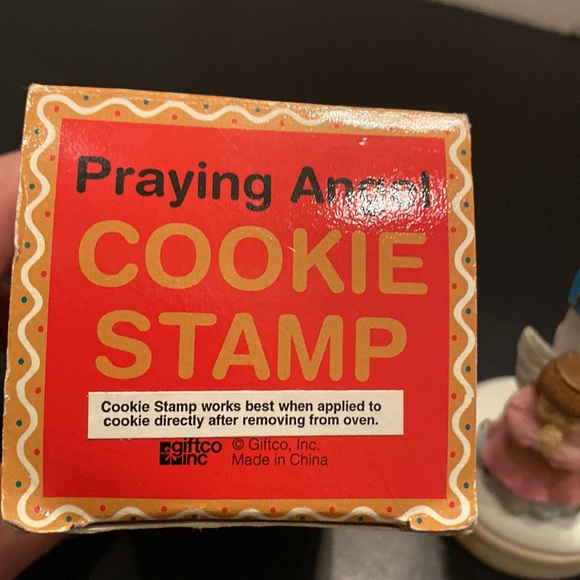 Praying Angel
COOKIE
STAMP
Cookie Stamp works best when applied to
cookie directly after removing from oven.
giftco
inc
© Giftco, Inc.
Made in China